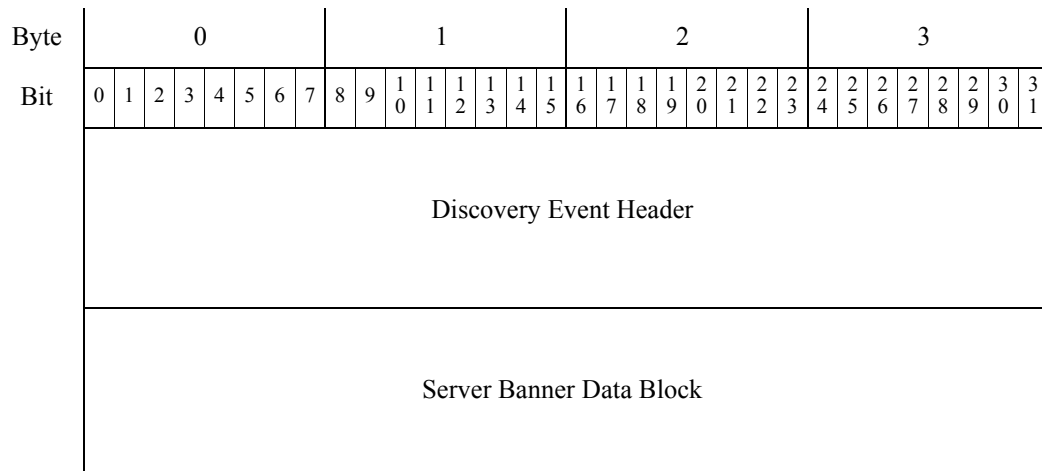 Byte 0 1 2 3
Bit 0 1 2 3 4 5 6 7 8 9 10 11 12 13 14 15 16 17 18 19 20 21 22 23 24 25 26 27 28 29 30 31
Discovery Event Header
Server Banner Data Block